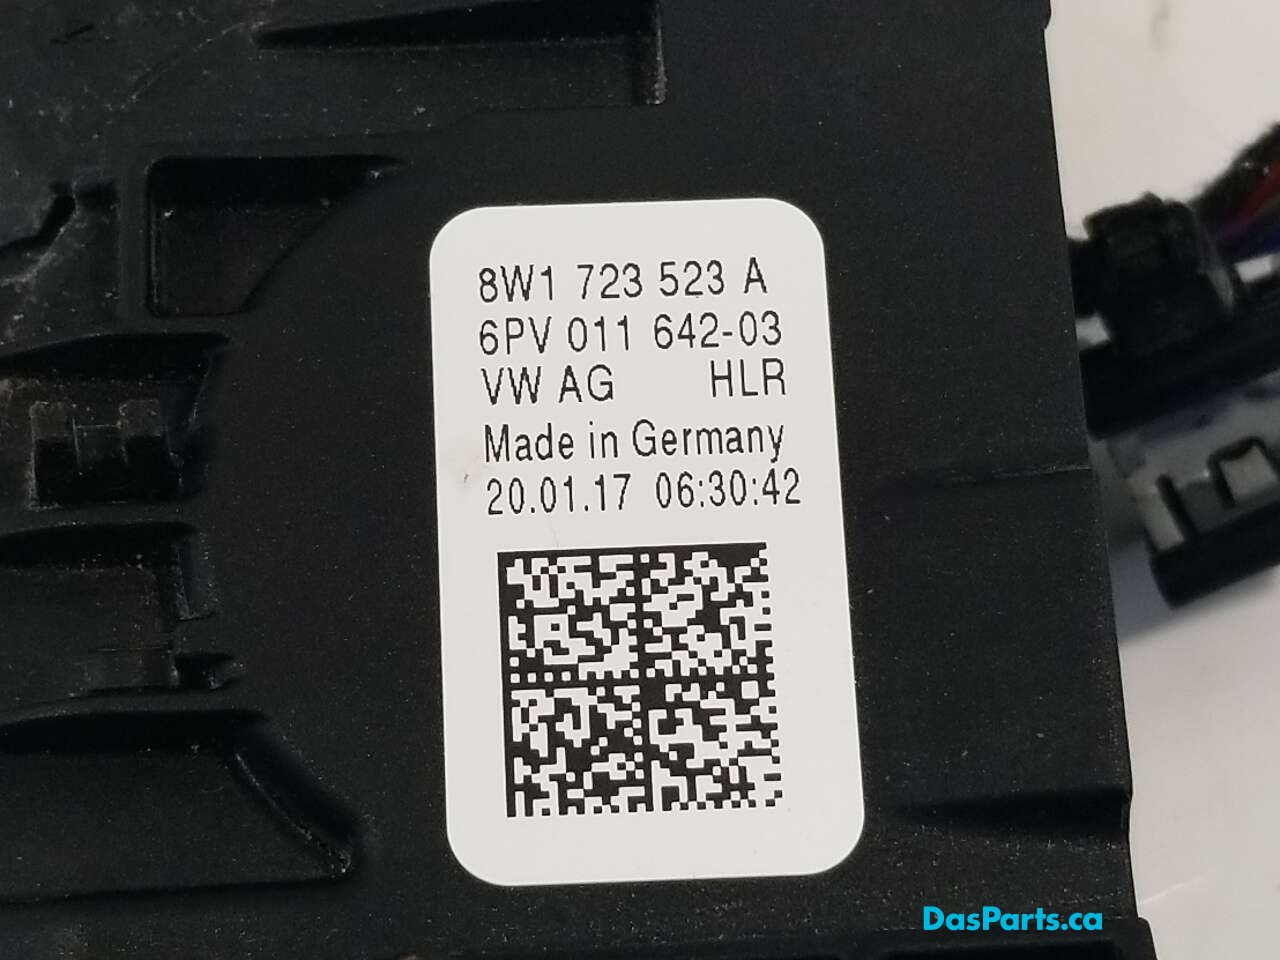 8W1 723 523 A
6PV 011 642-03
VW AG HLR
Made in Germany
20.01.17 06:30:42
DasParts.ca